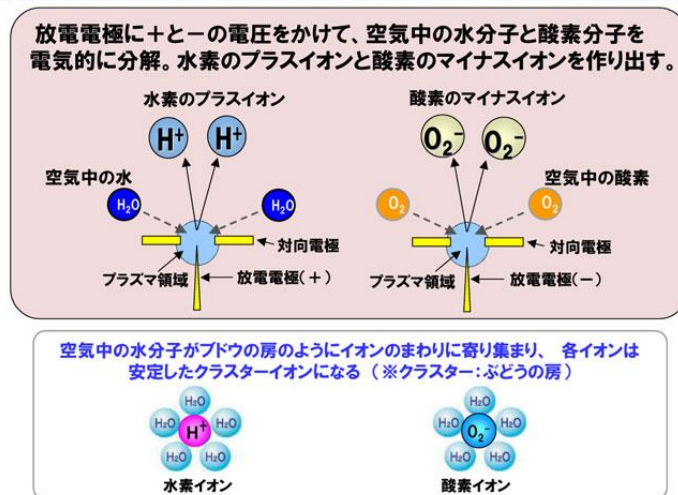 放電電極に＋と－の電圧をかけて、空気中の水分子と酸素分子を
電気的に分解。水素のプラスイオンと酸素のマイナスイオンを作り出す。
水素のプラスイオン
H⁺ H⁺
空気中の水
H₂O H₂O
対向電極
プラズマ領域
放電電極(＋)
酸素のマイナスイオン
O₂⁻ O₂⁻
空気中の酸素
O₂ O₂
対向電極
プラズマ領域
放電電極(－)
空気中の水分子がブドウの房のようにイオンのまわりに寄り集まり、 各イオンは
安定したクラスターイオンになる （※クラスター：ぶどうの房）
H₂O
H₂O H⁺ H₂O
H₂O H₂O
水素イオン
H₂O
H₂O O₂⁻ H₂O
H₂O H₂O
酸素イオン